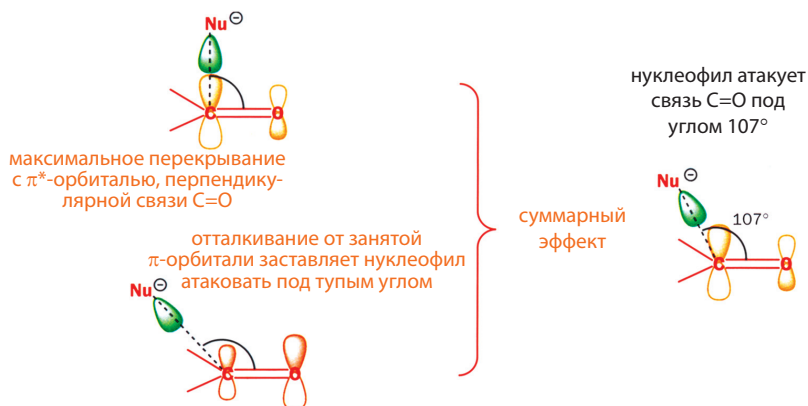 Nu⊖
C
O
максимальное перекрывание
с π*-орбиталью, перпендику-
лярной связи С=О
отталкивание от занятой
π-орбитали заставляет нуклеофил
атаковать под тупым углом
Nu⊖
C
O
суммарный
эффект
нуклеофил атакует
связь С=О под
углом 107°
Nu⊖
107°
C
O